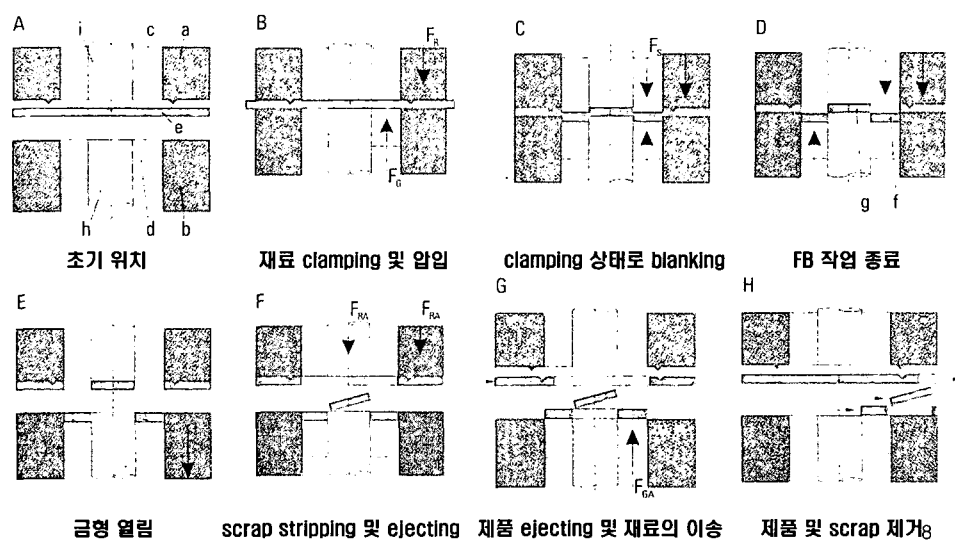 A
i
c
a
e
h
d
b
초기 위치
B
F_R
F_G
재료 clamping 및 압입
C
F_S
clamping 상태로 blanking
D
g
f
FB 작업 종료
E
금형 열림
F
F_RA
F_RA
scrap stripping 및 ejecting
G
F_GA
제품 ejecting 및 재료의 이송
H
제품 및 scrap 제거8